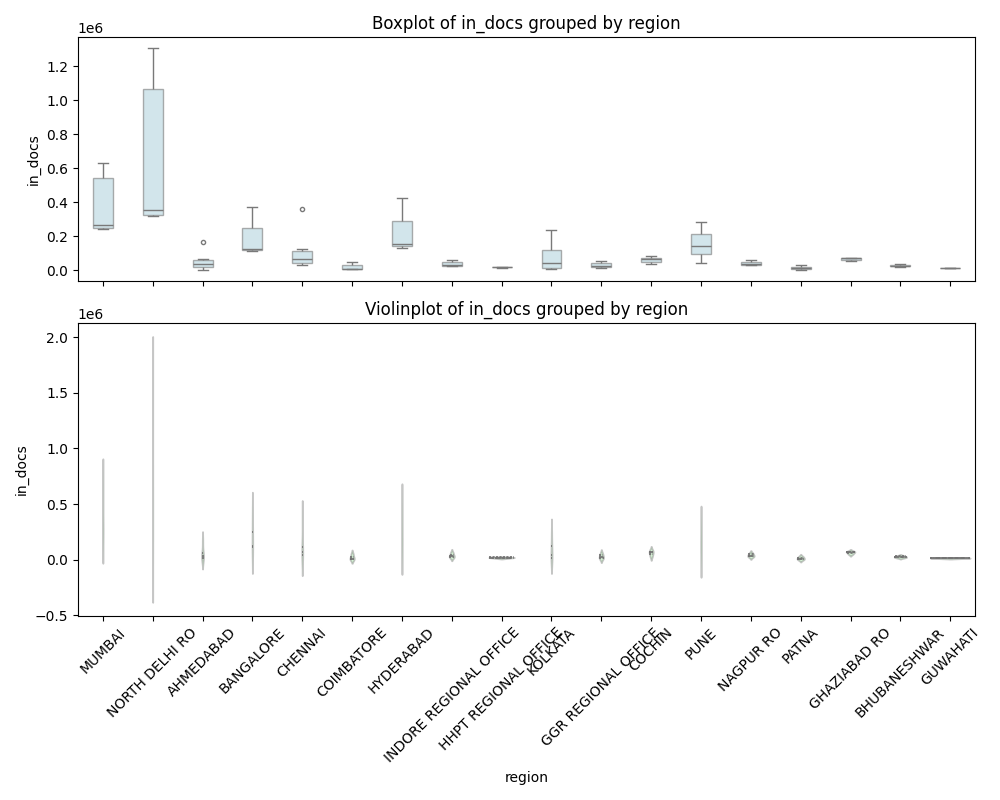 Boxplot of in_docs grouped by region
1e6
1.2
1.0
0.8
0.6
0.4
0.2
0.0
in_docs
Violinplot of in_docs grouped by region
1e6
2.0
1.5
1.0
0.5
0.0
−0.5
in_docs
MUMBAI
NORTH DELHI RO
AHMEDABAD
BANGALORE
CHENNAI
COIMBATORE
HYDERABAD
INDORE REGIONAL OFFICE
HHPT REGIONAL OFFICE
KOLKATA
GGR REGIONAL OFFICE
COCHIN
PUNE
NAGPUR RO
PATNA
GHAZIABAD RO
BHUBANESHWAR
GUWAHATI
region